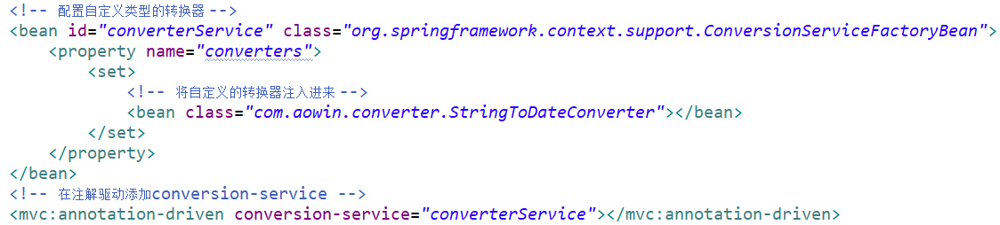 <!-- 配置自定义类型的转换器 -->
<bean id="converterService" class="org.springframework.context.support.ConversionServiceFactoryBean">
    <property name="converters">
        <set>
            <!-- 将自定义的转换器注入进来 -->
            <bean class="com.aowin.converter.StringToDateConverter"></bean>
        </set>
    </property>
</bean>
<!-- 在注解驱动添加conversion-service -->
<mvc:annotation-driven conversion-service="converterService"></mvc:annotation-driven>